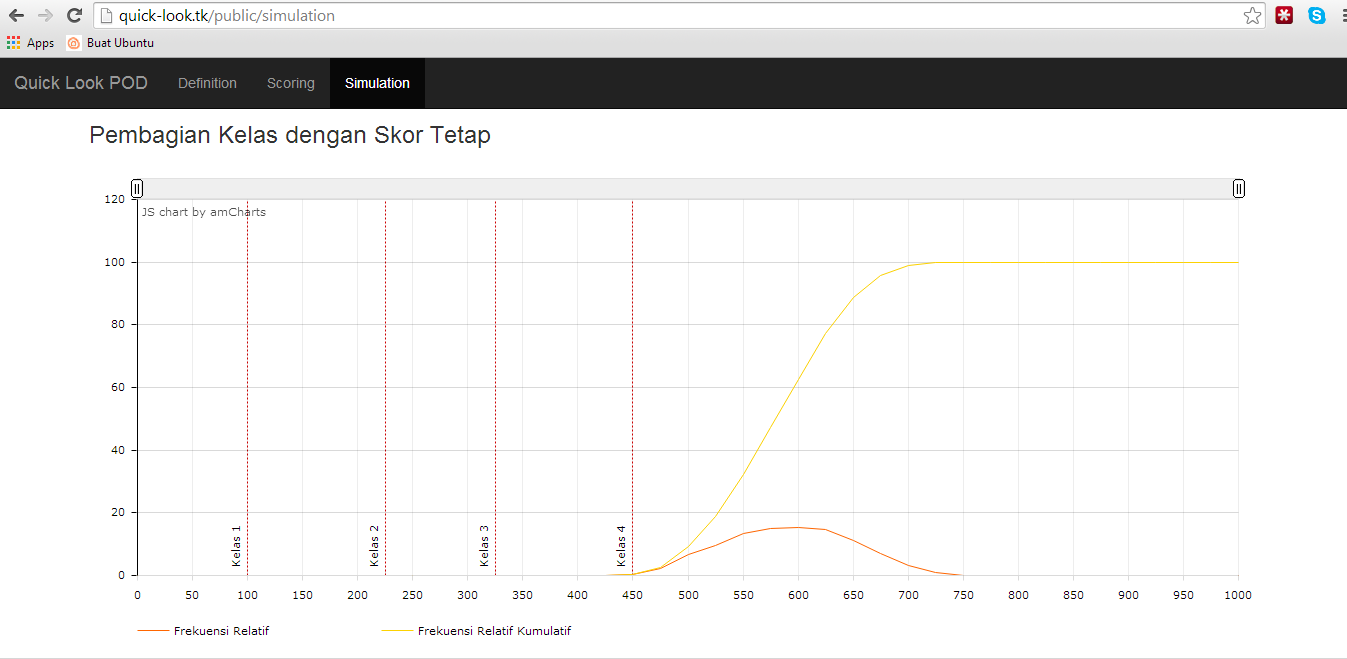 quick-look.tk/public/simulation
Apps Buat Ubuntu
Quick Look POD Definition Scoring Simulation
Pembagian Kelas dengan Skor Tetap
120
JS chart by amCharts
100
80
60
40
20
0
Kelas 1
Kelas 2
Kelas 3
Kelas 4
0 50 100 150 200 250 300 350 400 450 500 550 600 650 700 750 800 850 900 950 1000
Frekuensi Relatif Frekuensi Relatif Kumulatif